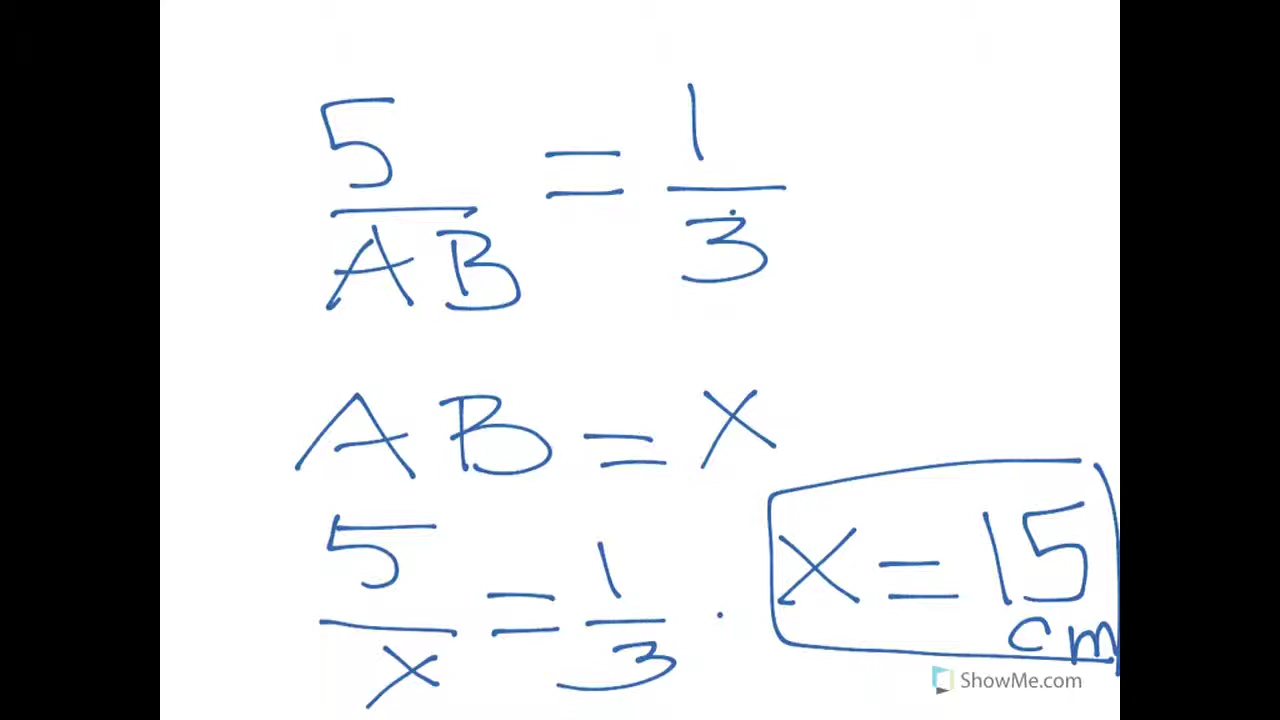 5/AB = 1/3
AB = x
5/x = 1/3 .
x = 15
cm
ShowMe.com